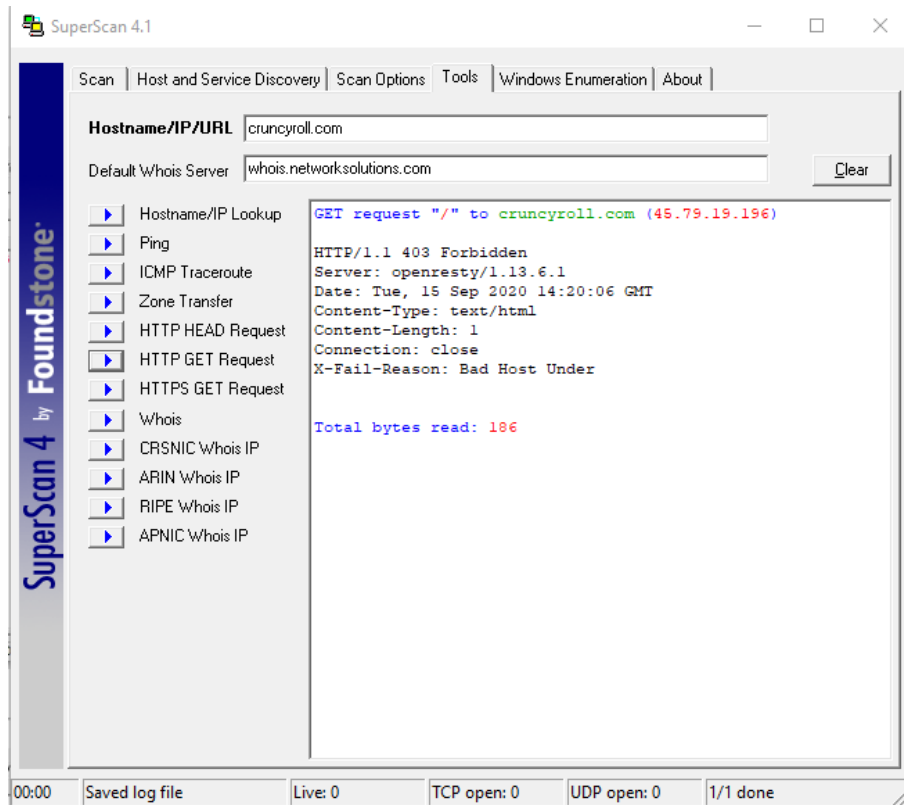 SuperScan 4.1
Scan
Host and Service Discovery
Scan Options
Tools
Windows Enumeration
About
Hostname/IP/URL
cruncyroll.com
Default Whois Server
whois.networksolutions.com
Clear
SuperScan 4 by Foundstone
Hostname/IP Lookup
Ping
ICMP Traceroute
Zone Transfer
HTTP HEAD Request
HTTP GET Request
HTTPS GET Request
Whois
CRSNIC Whois IP
ARIN Whois IP
RIPE Whois IP
APNIC Whois IP
GET request "/" to cruncyroll.com (45.79.19.196)
HTTP/1.1 403 Forbidden
Server: openresty/1.13.6.1
Date: Tue, 15 Sep 2020 14:20:06 GMT
Content-Type: text/html
Content-Length: 1
Connection: close
X-Fail-Reason: Bad Host Under
Total bytes read: 186
00:00
Saved log file
Live: 0
TCP open: 0
UDP open: 0
1/1 done